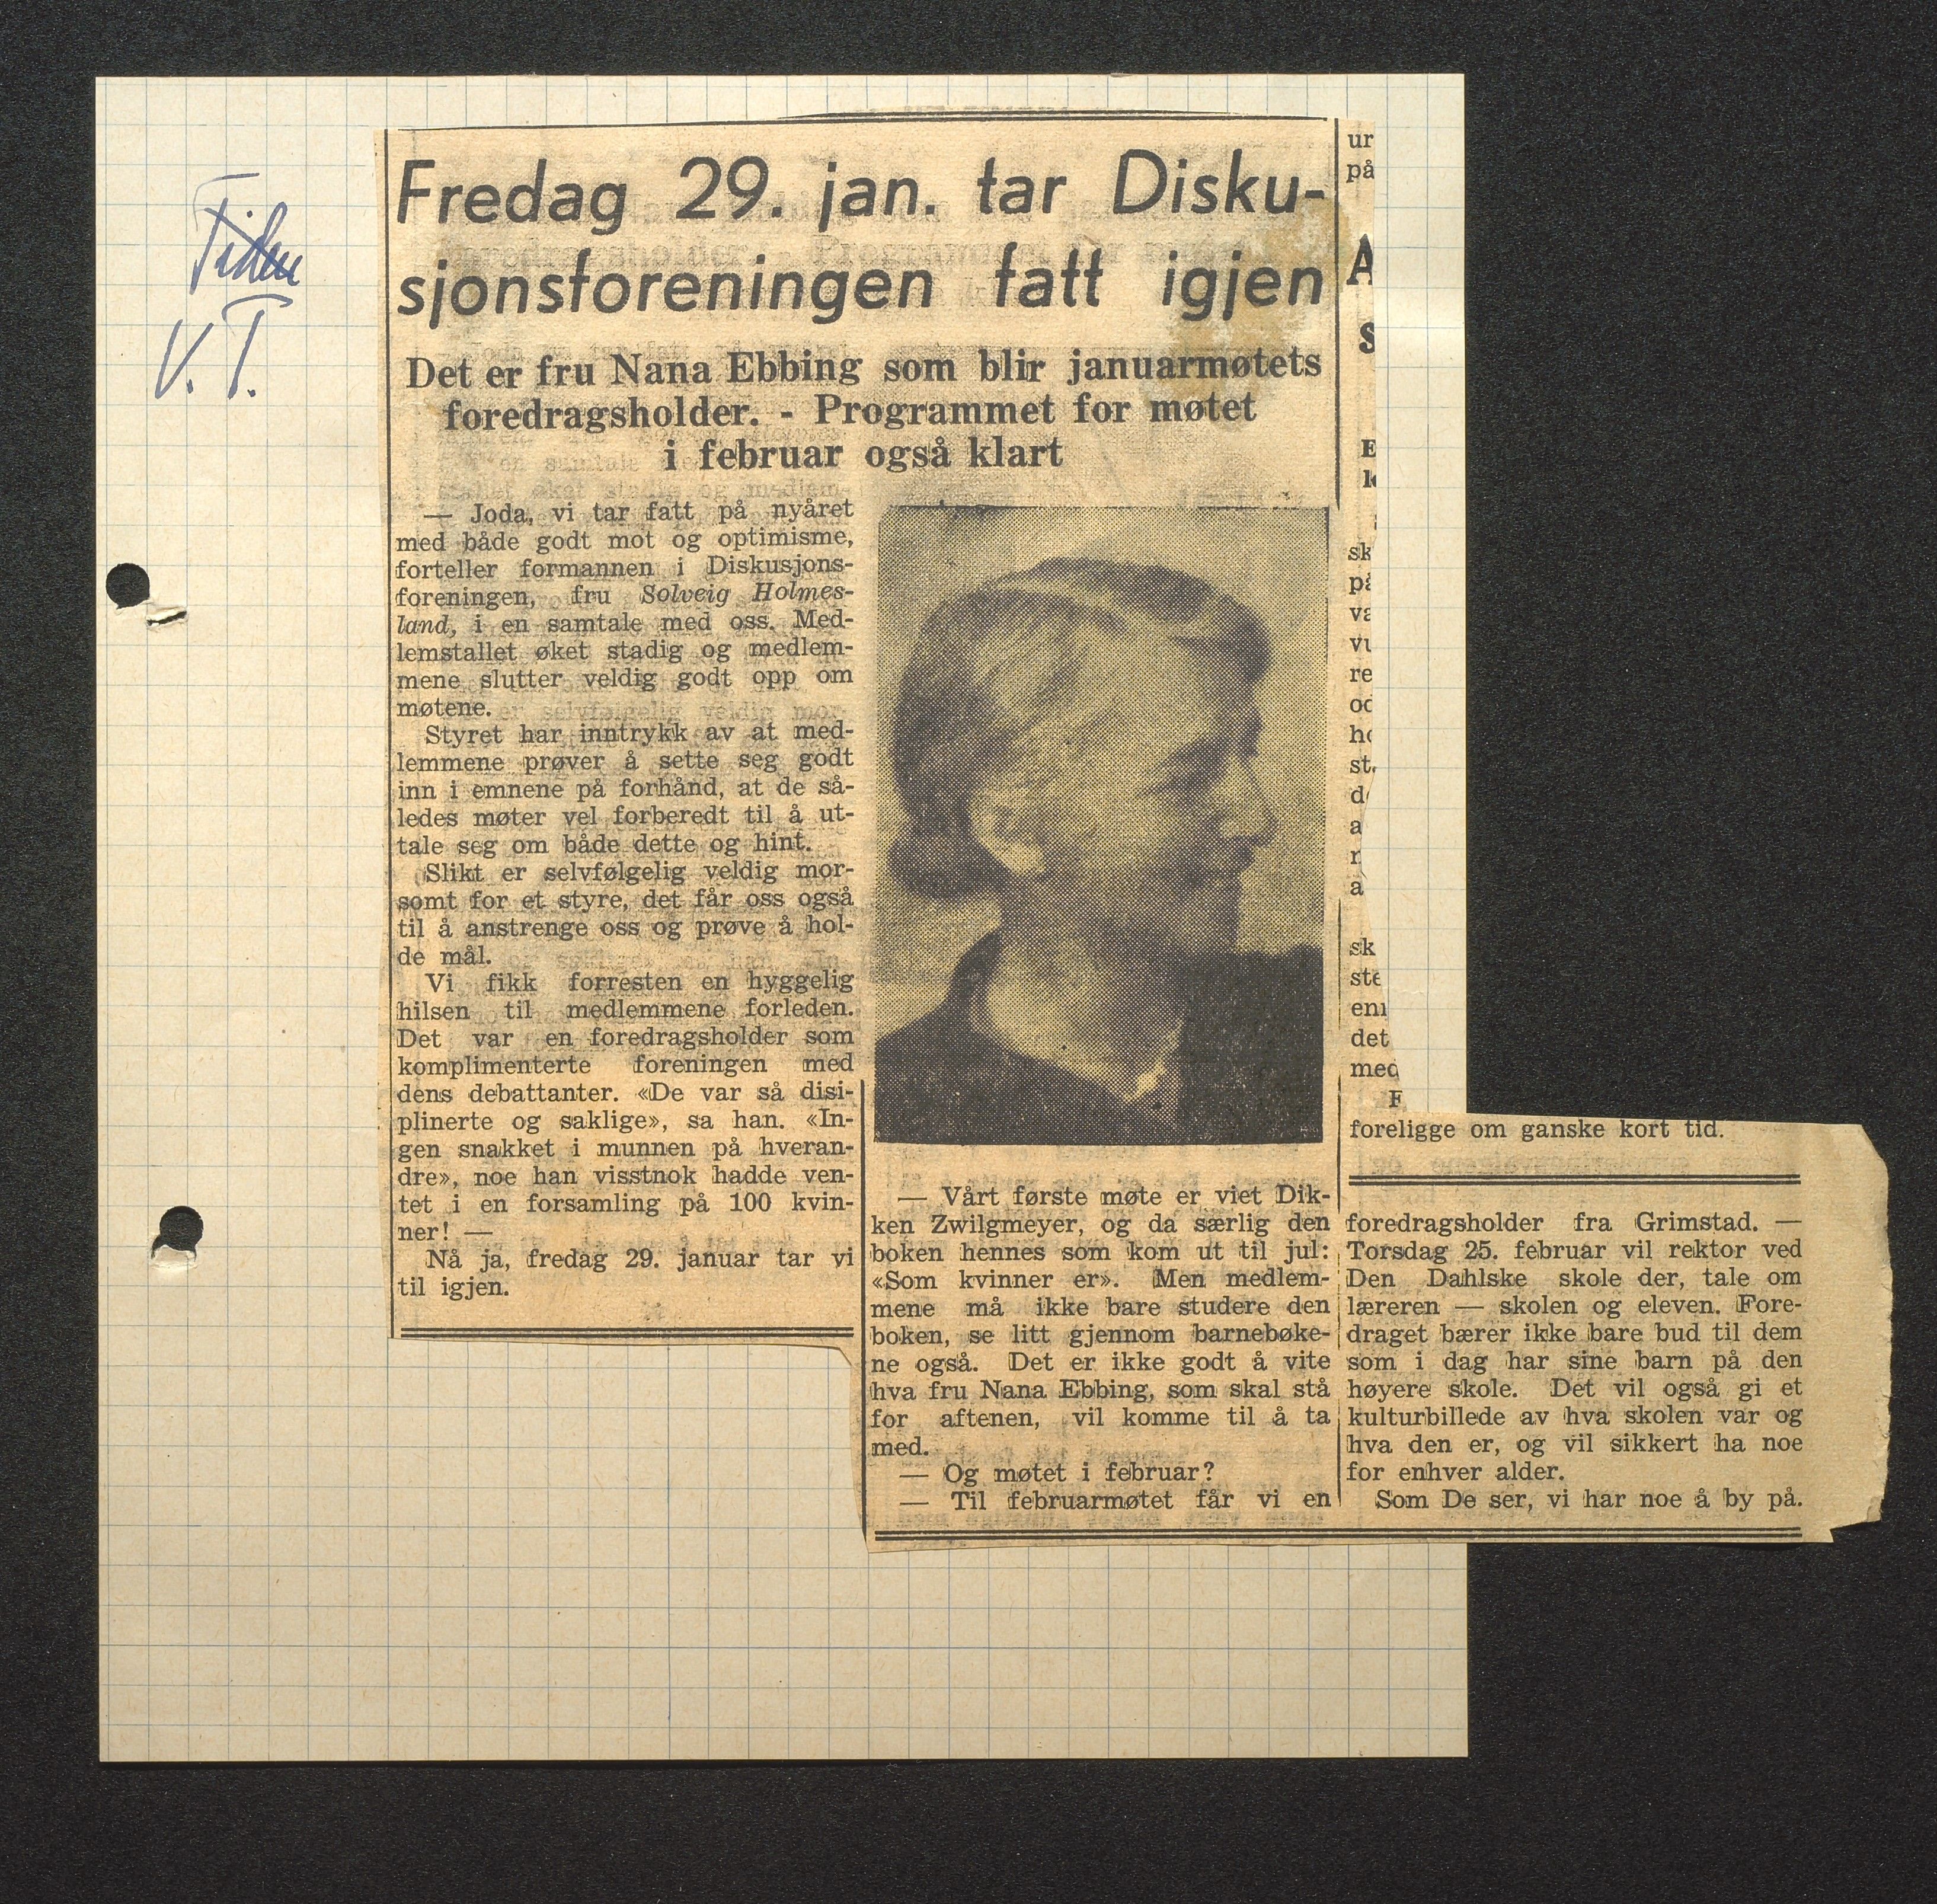 Tiden
V. T.
Fredag 29. jan. tar Disku-
sjonsforeningen fatt igjen
Det er fru Nana Ebbing som blir januarmøtets
foredragsholder. - Programmet for møtet
i februar også klart
— Joda, vi tar fatt på nyåret
med både godt mot og optimisme,
forteller formannen i Diskusjons-
foreningen, fru Solveig Holmes-
land, i en samtale med oss. Med-
lemstallet øket stadig og medlem-
mene slutter veldig godt opp om
møtene.
Styret har inntrykk av at med-
lemmene prøver å sette seg godt
inn i emnene på forhånd, at de så-
ledes møter vel forberedt til å ut-
tale seg om både dette og hint.
Slikt er selvfølgelig veldig mor-
somt for et styre, det får oss også
til å anstrenge oss og prøve å hol-
de mål.
Vi fikk forresten en hyggelig
hilsen til medlemmene forleden.
Det var en foredragsholder som
komplimenterte foreningen med
dens debattanter. «De var så disi-
plinerte og saklige», sa han. «In-
gen snakket i munnen på hveran-
dre», noe han visstnok hadde ven-
tet i en forsamling på 100 kvin-
ner! —
Nå ja, fredag 29. januar tar vi
til igjen.
— Vårt første møte er viet Dik-
ken Zwilgmeyer, og da særlig den
boken hennes som kom ut til jul:
«Som kvinner er». Men medlem-
mene må ikke bare studere den
boken, se litt gjennom barnebøke-
ne også. Det er ikke godt å vite
hva fru Nana Ebbing, som skal stå
for aftenen, vil komme til å ta
med.
— Og møtet i februar?
— Til februarmøtet får vi en
ur
på
A
S
E
sk
re
sk
det
med
F
foreligge om ganske kort tid.
foredragsholder fra Grimstad. —
Torsdag 25. februar vil rektor ved
Den Dahlske skole der, tale om
læreren — skolen og eleven. Fore-
draget bærer ikke bare bud til dem
som i dag har sine barn på den
høyere skole. Det vil også gi et
kulturbillede av hva skolen var og
hva den er, og vil sikkert ha noe
for enhver alder.
Som De ser, vi har noe å by på.